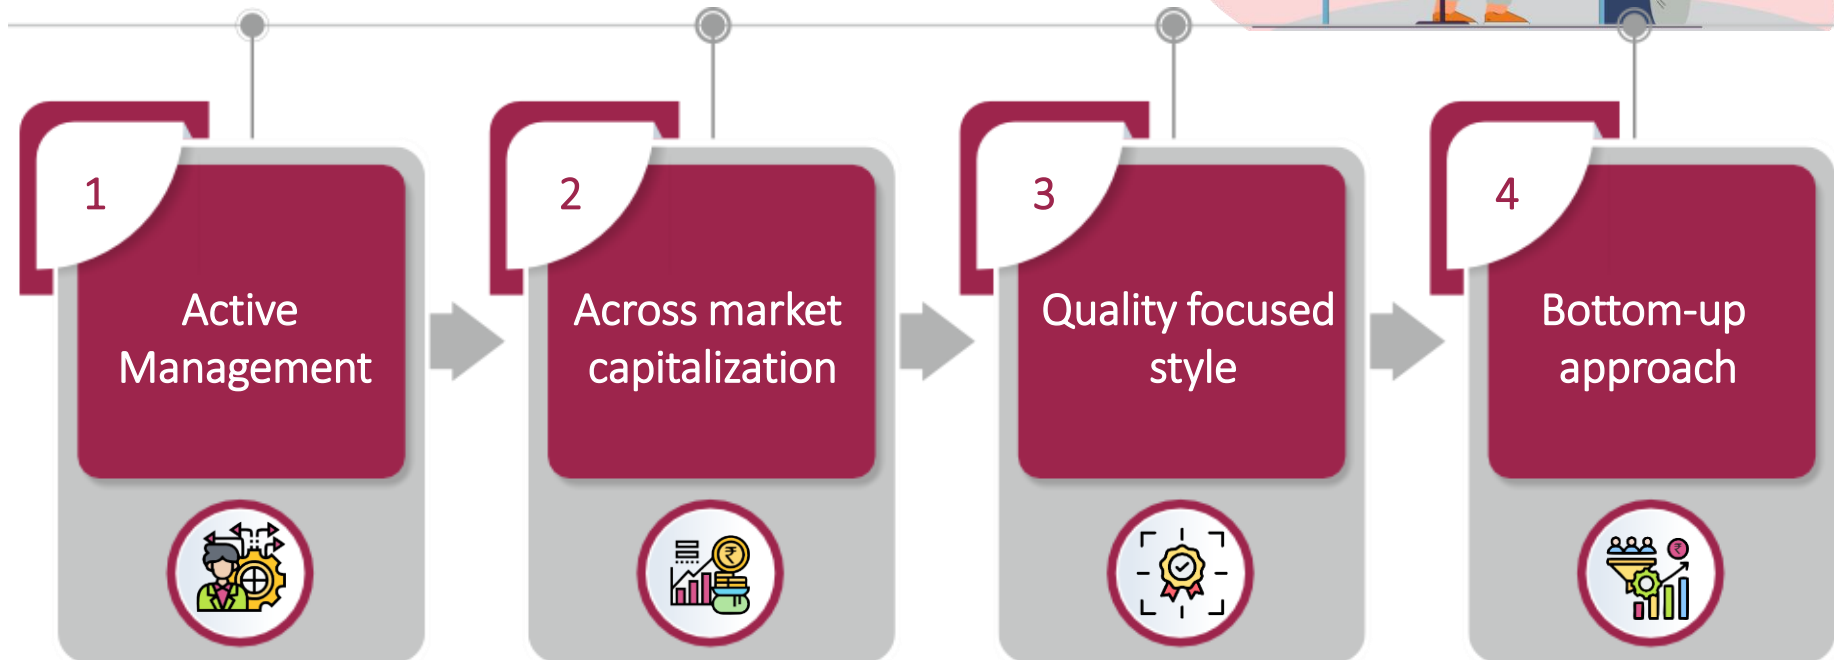 1
Active
Management
2
Across market
capitalization
3
Quality focused
style
4
Bottom-up
approach
₹
₹